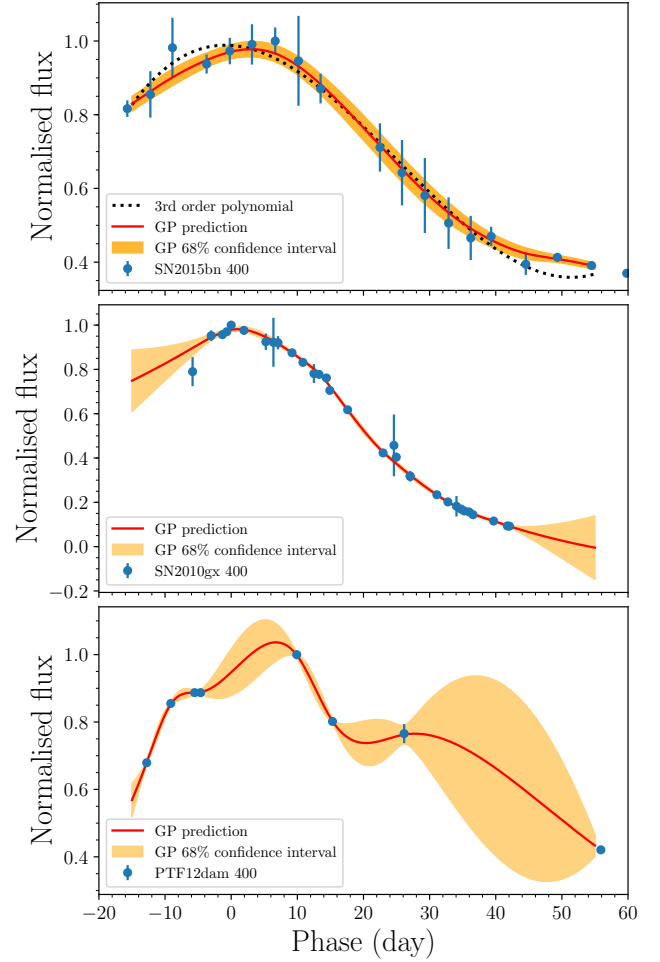 1.0
0.8
0.6
0.4
Normalised flux
3rd order polynomial
GP prediction
GP 68% confidence interval
SN2015bn 400
1.0
0.8
0.6
0.4
0.2
0.0
−0.2
Normalised flux
GP prediction
GP 68% confidence interval
SN2010gx 400
1.0
0.8
0.6
0.4
Normalised flux
GP prediction
GP 68% confidence interval
PTF12dam 400
−20 −10 0 10 20 30 40 50 60
Phase (day)